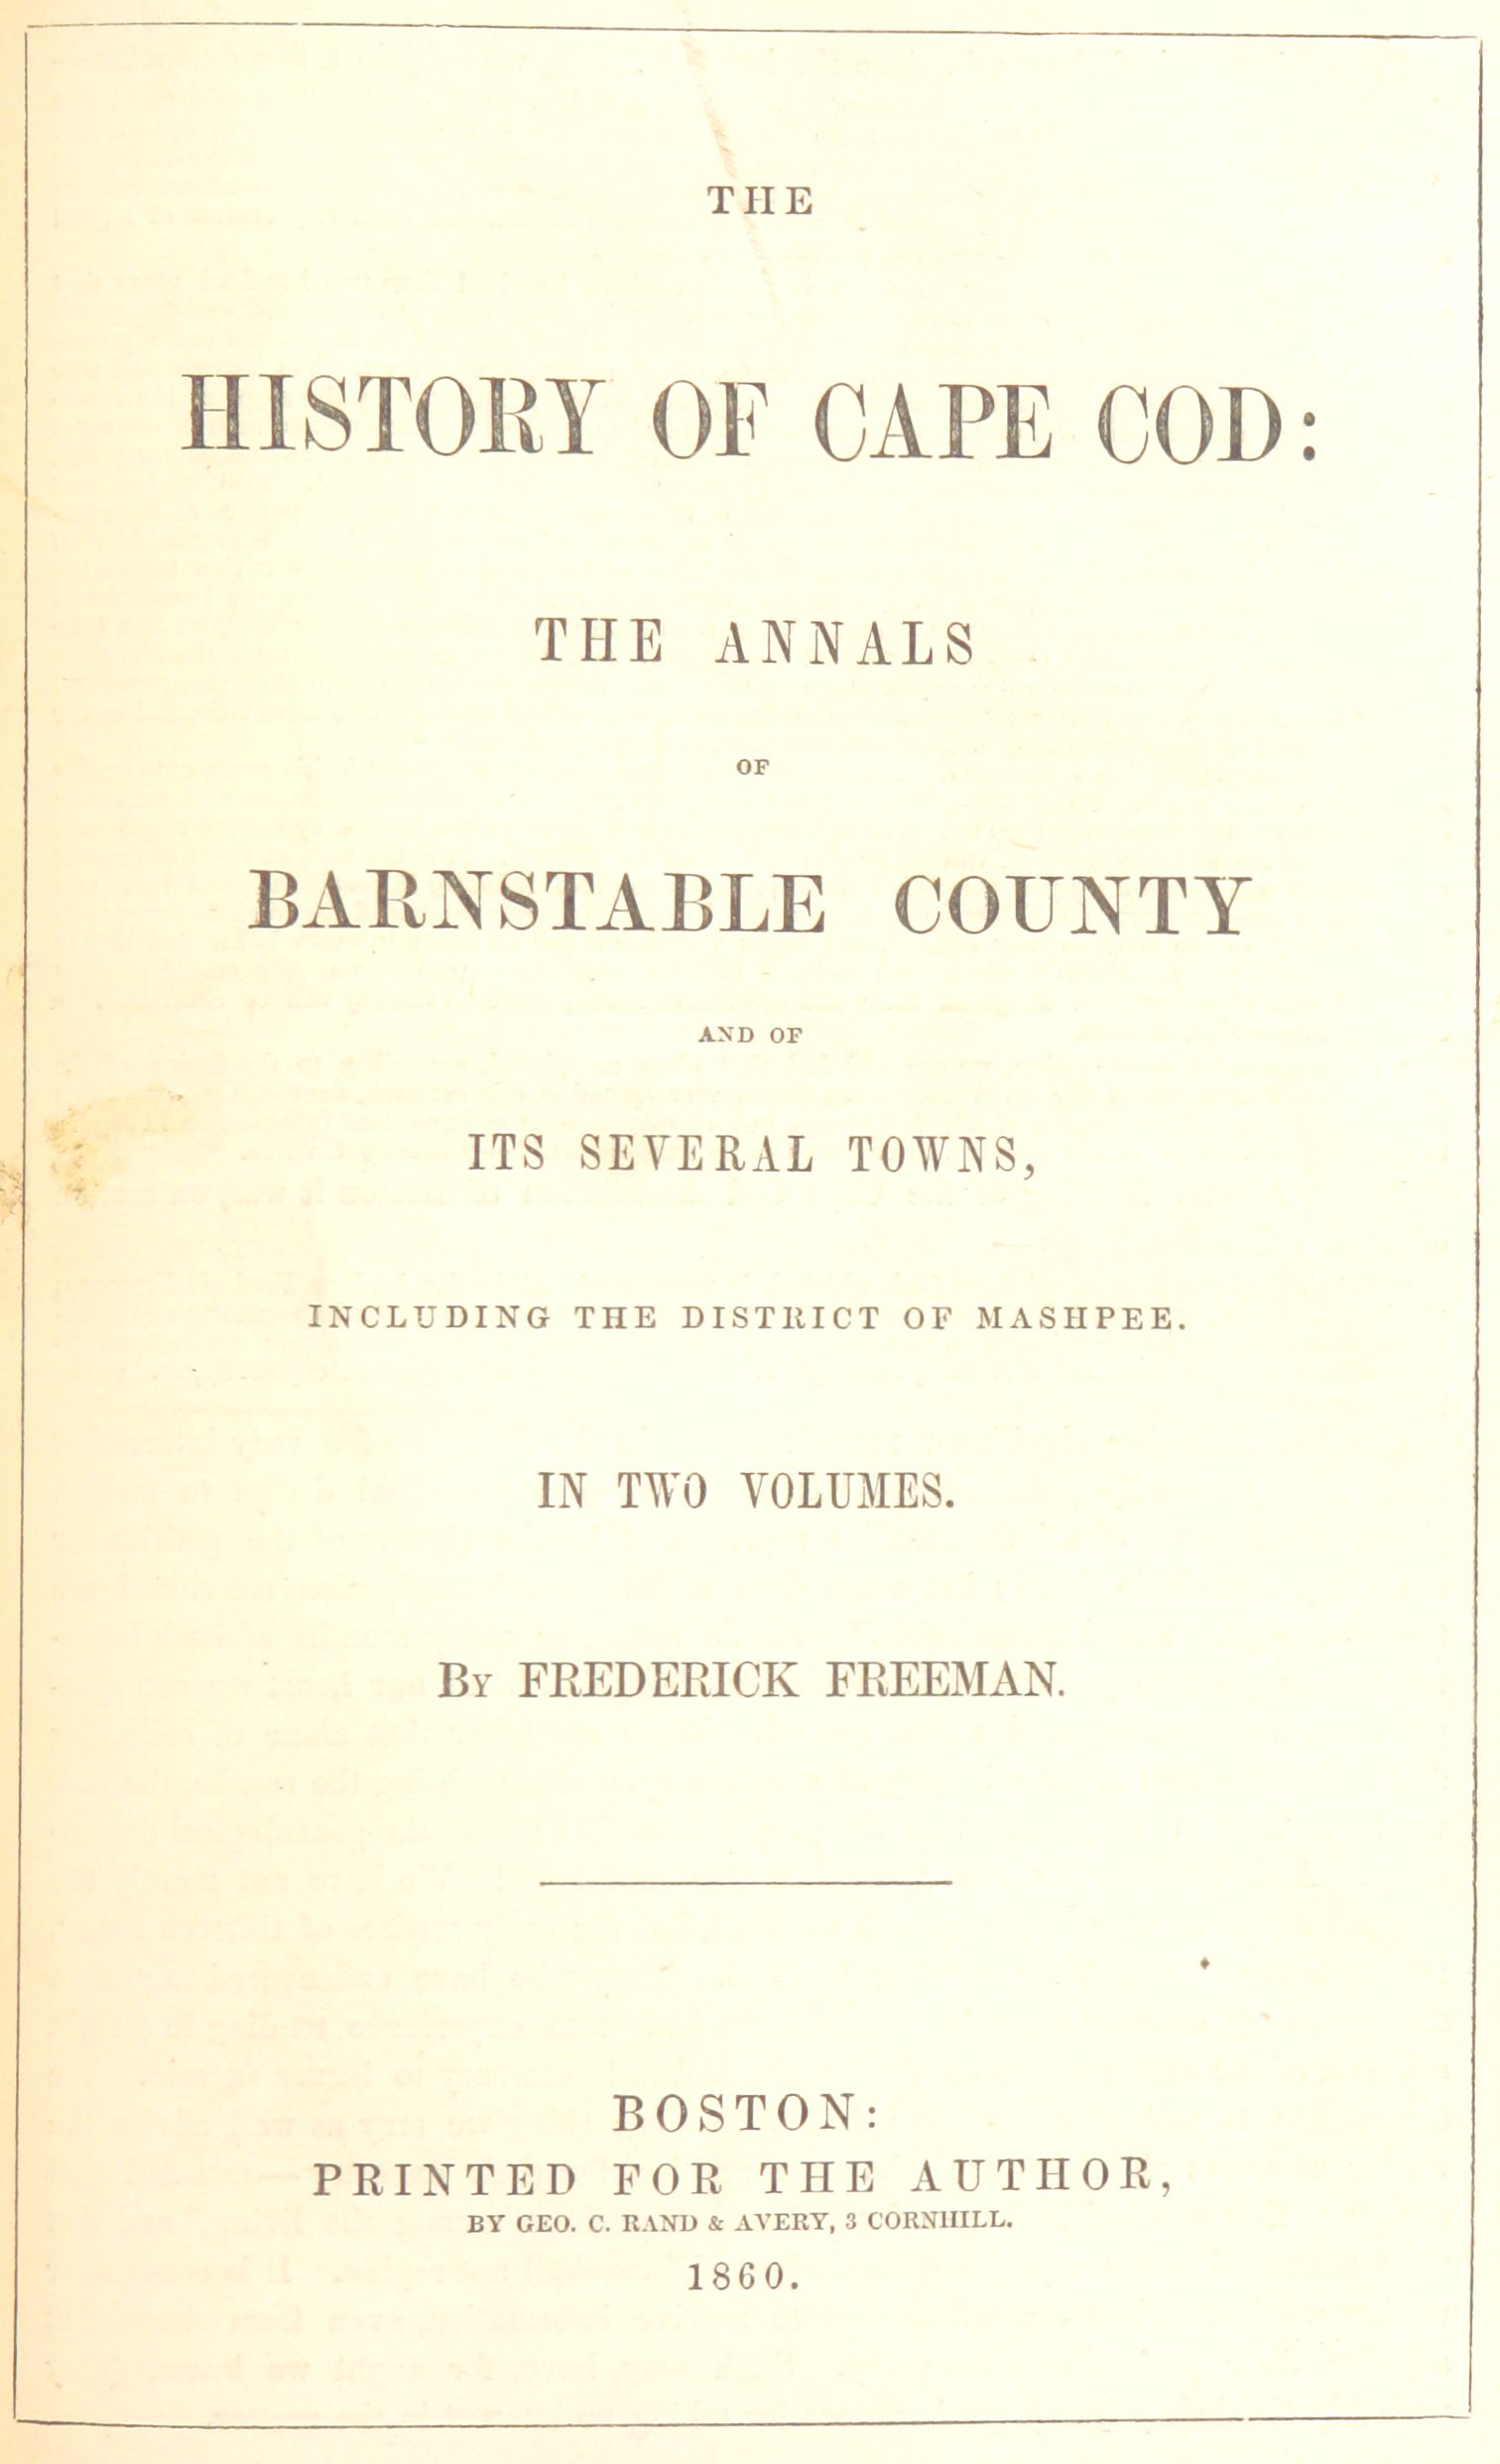 THE
HISTORY OF CAPE COD:
THE ANNALS
OF
BARNSTABLE COUNTY
AND OF
ITS SEVERAL TOWNS,
INCLUDING THE DISTRICT OF MASHPEE.
IN TWO VOLUMES.
By FREDERICK FREEMAN.
BOSTON:
PRINTED FOR THE AUTHOR,
BY GEO. C. RAND & AVERY, 3 CORNHILL.
1860.